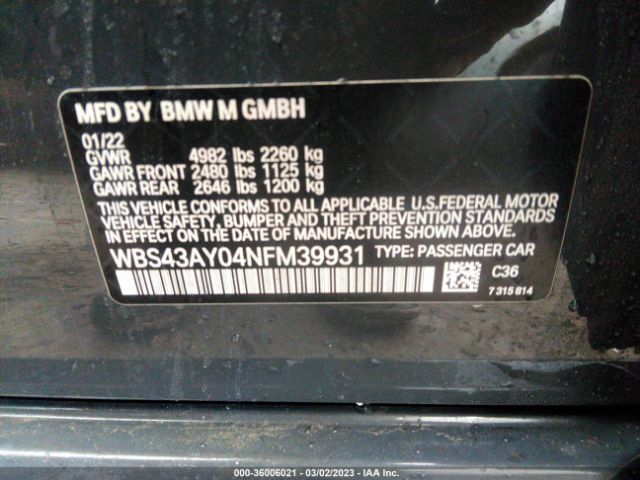 MFD BY BMW M GMBH
01/22
GVWR 4982 lbs 2260 kg
GAWR FRONT 2480 lbs 1125 kg
GAWR REAR 2646 lbs 1200 kg
THIS VEHICLE CONFORMS TO ALL APPLICABLE U.S.FEDERAL MOTOR
VEHICLE SAFETY, BUMPER AND THEFT PREVENTION STANDARDS
IN EFFECT ON THE DATE OF MANUFACTURE SHOWN ABOVE.
WBS43AY04NFM39931 TYPE: PASSENGER CAR
C36
7 315 814
000-36006021 - 03/02/2023 - IAA Inc.